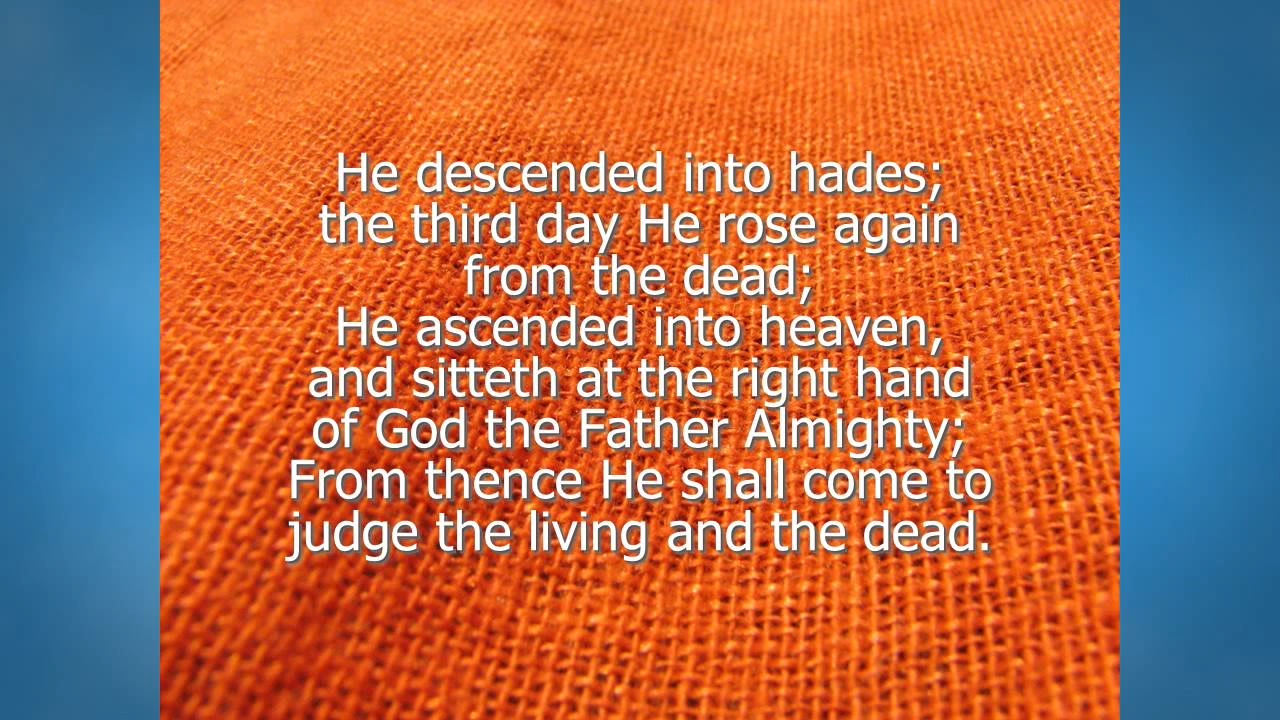 He descended into hades;
the third day He rose again
from the dead;
He ascended into heaven,
and sitteth at the right hand
of God the Father Almighty;
From thence He shall come to
judge the living and the dead.